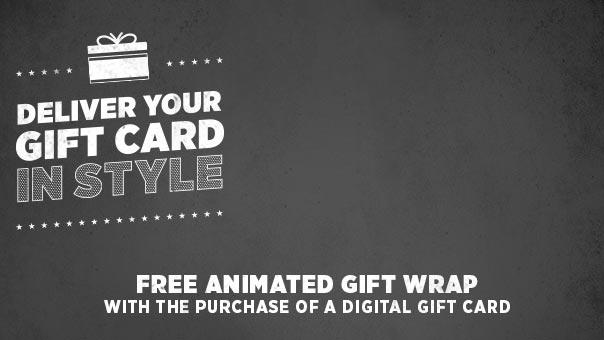 DELIVER YOUR
GIFT CARD
IN STYLE
FREE ANIMATED GIFT WRAP
WITH THE PURCHASE OF A DIGITAL GIFT CARD